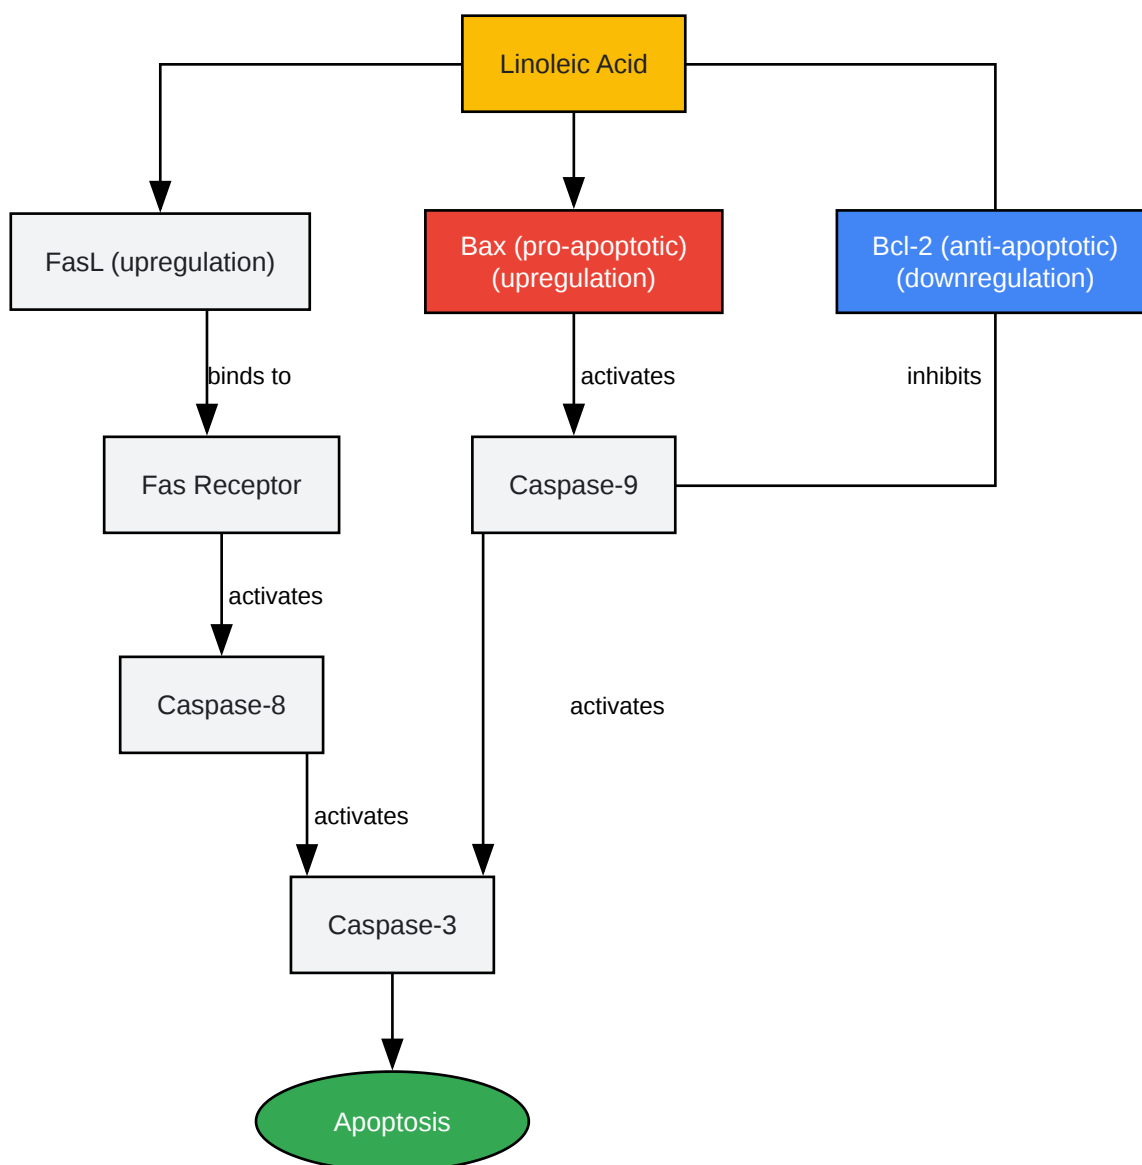 Linoleic Acid
FasL (upregulation)
Bax (pro-apoptotic)
(upregulation)
Bcl-2 (anti-apoptotic)
(downregulation)
binds to
activates
inhibits
Fas Receptor
Caspase-9
activates
Caspase-8
activates
activates
Caspase-3
Apoptosis